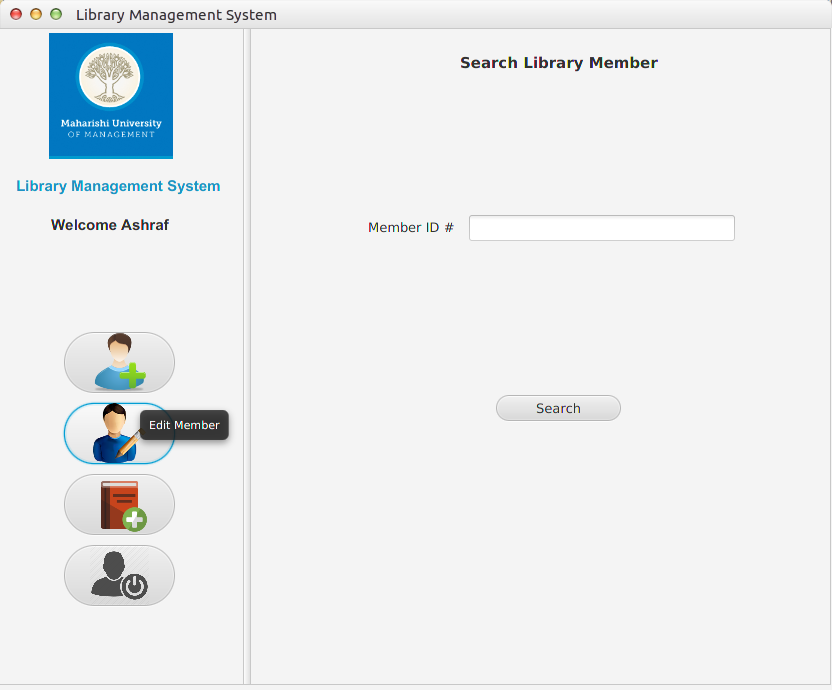 Library Management System
Maharishi University
OF MANAGEMENT
Library Management System
Welcome Ashraf
Edit Member
Search Library Member
Member ID #
Search